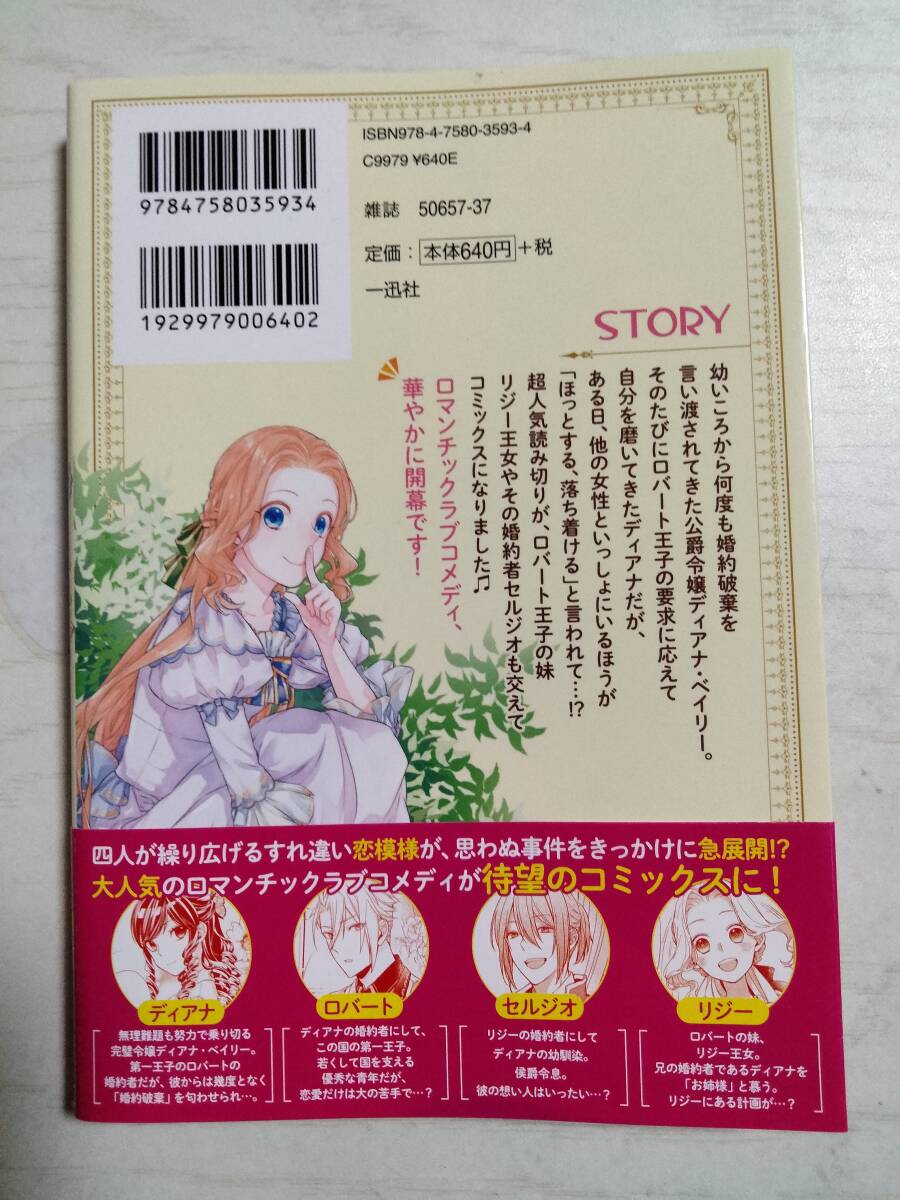 ISBN978-4-7580-3593-4
C9979 ¥640E
9784758035934
雑誌 50657-37
定価：本体640円＋税
1929979006402
一迅社
STORY
幼いころから何度も婚約破棄を
言い渡されてきた公爵令嬢ディアナ・ベイリー。
そのたびにロバート王子の要求に応えて
自分を磨いてきたディアナだが、
ある日、他の女性といっしょにいるほうが
「ほっとする、落ち着ける」と言われて…!?
超人気読み切りが、ロバート王子の妹
リジー王女やその婚約者セルジオも交えて
コミックスになりました♫
ロマンチックラブコメディ、
華やかに開幕です！
四人が繰り広げるすれ違い恋模様が、思わぬ事件をきっかけに急展開!?
大人気のロマンチックラブコメディが待望のコミックスに！
ディアナ
無理難題も努力で乗り切る
完璧令嬢ディアナ・ベイリー。
第一王子のロバートの
婚約者だが、彼からは幾度となく
「婚約破棄」を匂わせられ…。
ロバート
ディアナの婚約者にして、
この国の第一王子。
若くして国を支える
優秀な青年だが、
恋愛だけは大の苦手で…？
セルジオ
リジーの婚約者にして
ディアナの幼馴染。
侯爵令息。
彼の想い人はいったい…？
リジー
ロバートの妹、
リジー王女。
兄の婚約者であるディアナを
「お姉様」と慕う。
リジーにある計画が…？